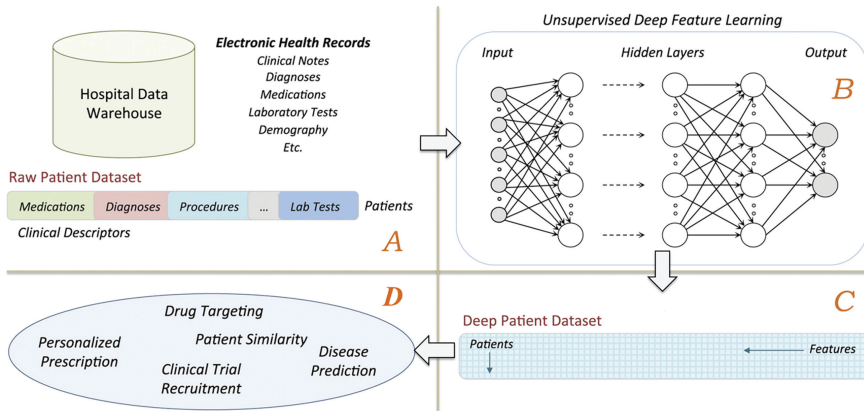 Hospital Data
Warehouse
Electronic Health Records
Clinical Notes
Diagnoses
Medications
Laboratory Tests
Demography
Etc.
Raw Patient Dataset
Medications
Diagnoses
Procedures
...
Lab Tests
Patients
Clinical Descriptors
A
Unsupervised Deep Feature Learning
Input
Hidden Layers
Output
B
C
Deep Patient Dataset
Patients
Features
D
Drug Targeting
Patient Similarity
Personalized
Prescription
Clinical Trial
Recruitment
Disease
Prediction